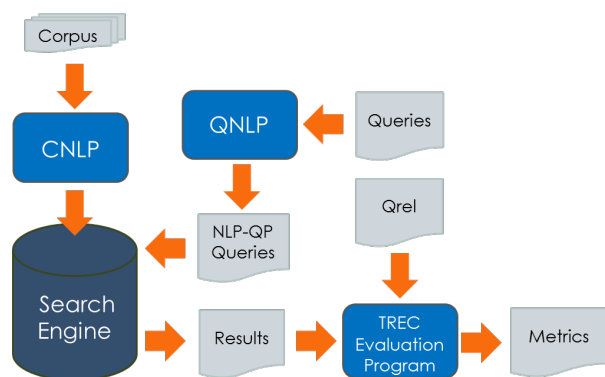 Corpus
CNLP
QNLP
Queries
Qrel
NLP-QP
Queries
Search
Engine
Results
TREC
Evaluation
Program
Metrics